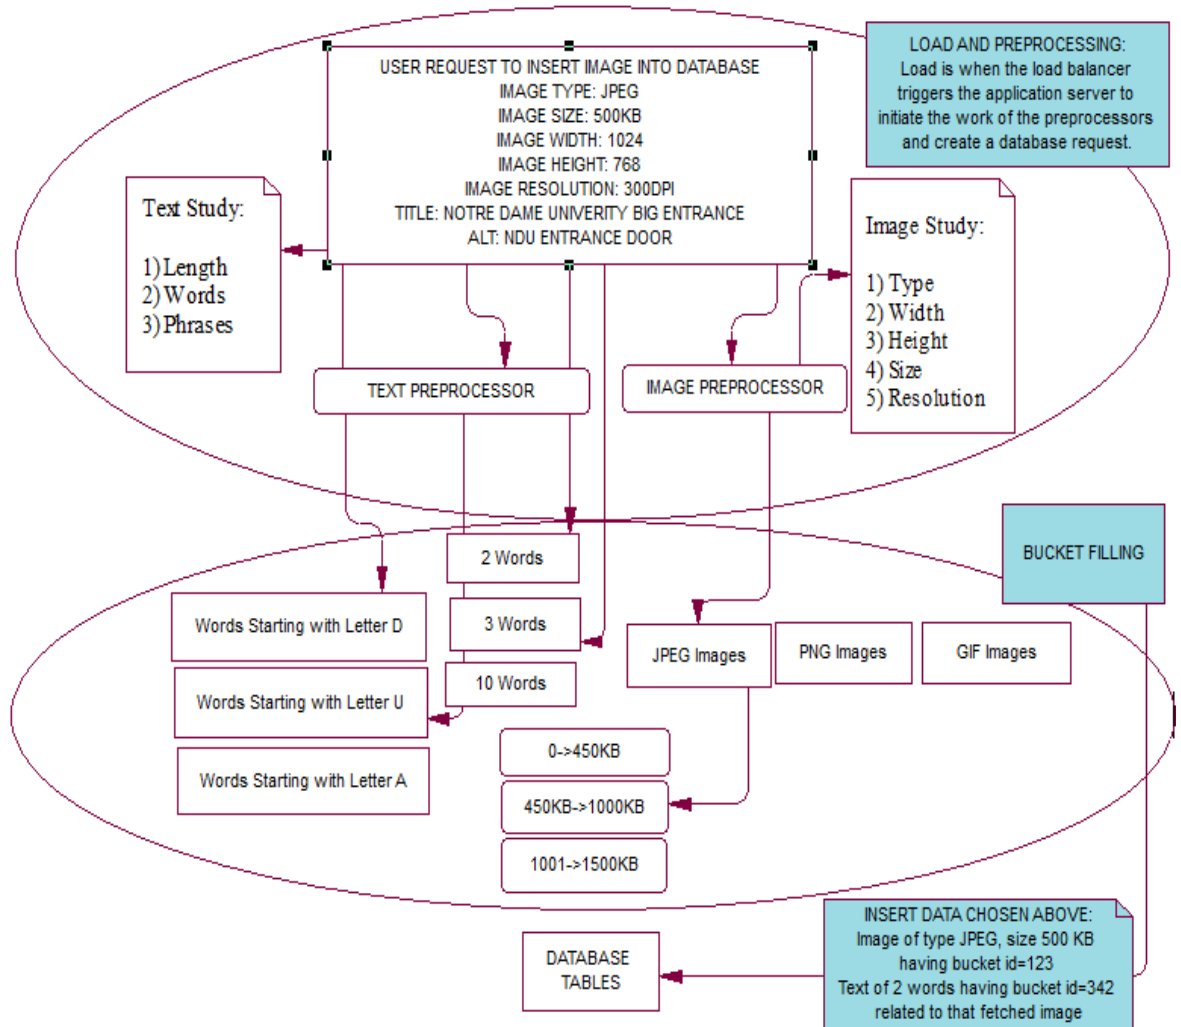 LOAD AND PREPROCESSING:
Load is when the load balancer
triggers the application server to
initiate the work of the preprocessors
and create a database request.
USER REQUEST TO INSERT IMAGE INTO DATABASE
IMAGE TYPE: JPEG
IMAGE SIZE: 500KB
IMAGE WIDTH: 1024
IMAGE HEIGHT: 768
IMAGE RESOLUTION: 300DPI
TITLE: NOTRE DAME UNIVERITY BIG ENTRANCE
ALT: NDU ENTRANCE DOOR
Text Study:
1) Length
2) Words
3) Phrases
Image Study:
1) Type
2) Width
3) Height
4) Size
5) Resolution
TEXT PREPROCESSOR
IMAGE PREPROCESSOR
BUCKET FILLING
2 Words
3 Words
10 Words
Words Starting with Letter D
Words Starting with Letter U
Words Starting with Letter A
JPEG Images
PNG Images
GIF Images
0->450KB
450KB->1000KB
1001->1500KB
DATABASE
TABLES
INSERT DATA CHOSEN ABOVE:
Image of type JPEG, size 500 KB
having bucket id=123
Text of 2 words having bucket id=342
related to that fetched image